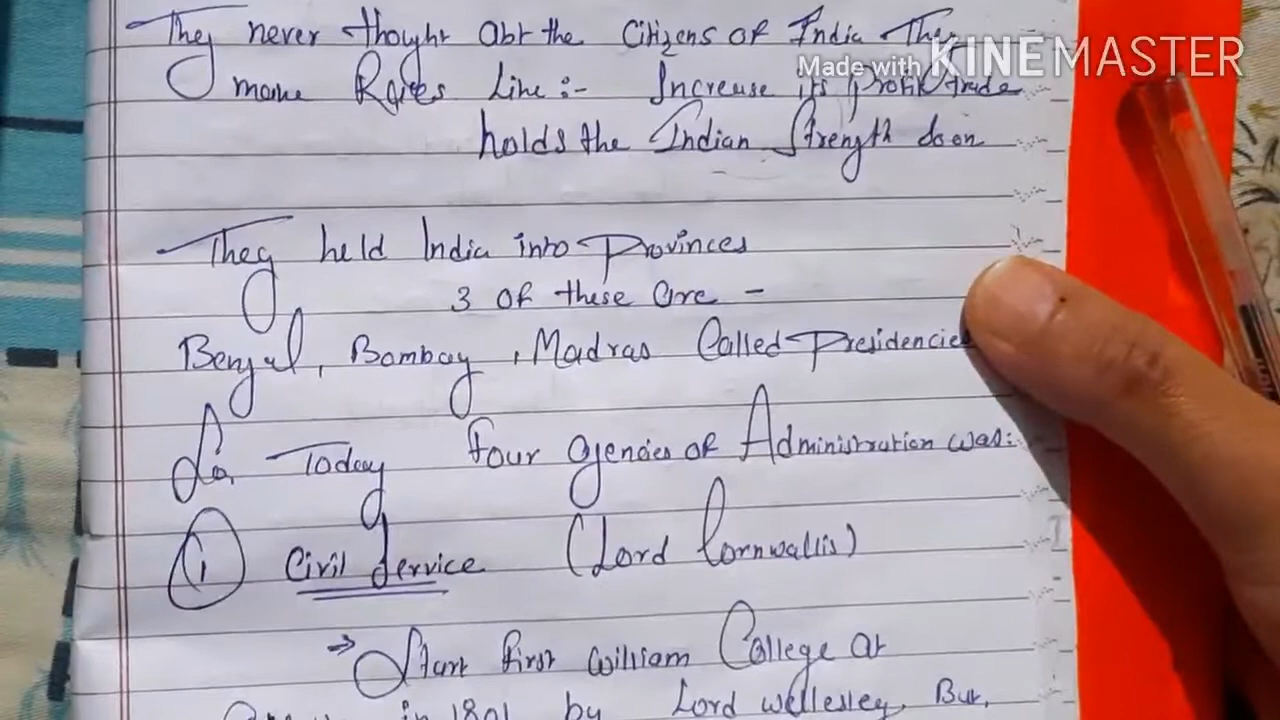 They never thought abt the Citizens of India They
Made with KINEMASTER
Rules Line :- Increase its profit trade
holds the Indian Strength down
They held India into Provinces
3 of these are -
Bengal, Bombay, Madras Called Presidencies
So, Today four agencies of Administration was:
1 Civil Service (Lord Cornwallis)
⇒ Start first William College at
in 1801 by Lord Wellesley, But,